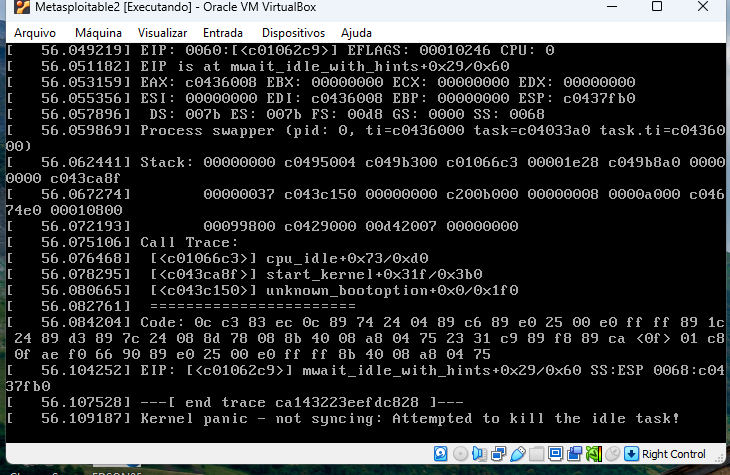 Metasploitable2 [Executando] - Oracle VM VirtualBox
Arquivo Máquina Visualizar Entrada Dispositivos Ajuda
[   56.049219] EIP: 0060:[<c01062c9>] EFLAGS: 00010246 CPU: 0
[   56.051182] EIP is at mwait_idle_with_hints+0x29/0x60
[   56.053159] EAX: c0436008 EBX: 00000000 ECX: 00000000 EDX: 00000000
[   56.055356] ESI: 00000000 EDI: c0436008 EBP: 00000000 ESP: c0437fb0
[   56.057896]  DS: 007b ES: 007b FS: 00d8 GS: 0000 SS: 0068
[   56.059869] Process swapper (pid: 0, ti=c0436000 task=c04033a0 task.ti=c04360
00)
[   56.062441] Stack: 00000000 c0495004 c049b300 c01066c3 00001e28 c049b8a0 0000
0000 c043ca8f
[   56.067274]        00000037 c043c150 00000000 c200b000 00000008 0000a000 c046
74e0 00010800
[   56.072193]        00099800 c0429000 00d42007 00000000
[   56.075106] Call Trace:
[   56.076468]  [<c01066c3>] cpu_idle+0x73/0xd0
[   56.078295]  [<c043ca8f>] start_kernel+0x31f/0x3b0
[   56.080665]  [<c043c150>] unknown_bootoption+0x0/0x1f0
[   56.082761]  =======================
[   56.084204] Code: 0c c3 83 ec 0c 89 74 24 04 89 c6 89 e0 25 00 e0 ff ff 89 1c
24 89 d3 89 7c 24 08 8d 78 08 8b 40 08 a8 04 75 23 31 c9 89 f8 89 ca <0f> 01 c8
0f ae f0 66 90 89 e0 25 00 e0 ff ff 8b 40 08 a8 04 75
[   56.104252] EIP: [<c01062c9>] mwait_idle_with_hints+0x29/0x60 SS:ESP 0068:c04
37fb0
[   56.107528] ---[ end trace ca143223eefdc828 ]---
[   56.109187] Kernel panic - not syncing: Attempted to kill the idle task!
Right Control